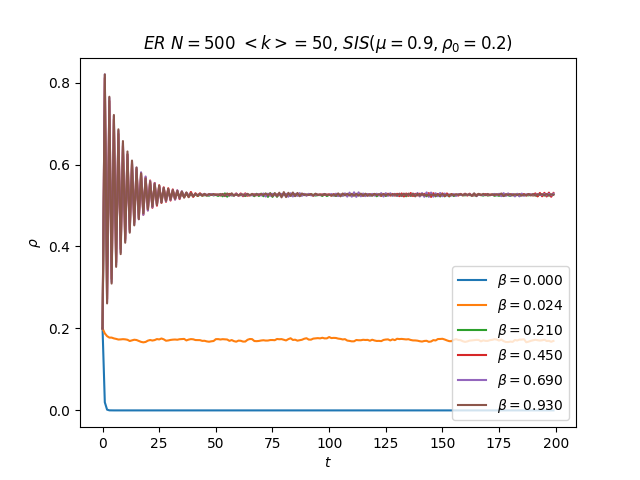 ER N = 500 < k >= 50, SIS(μ = 0.9, ρ₀ = 0.2)
0.8
0.6
ρ
0.4
0.2
0.0
β = 0.000
β = 0.024
β = 0.210
β = 0.450
β = 0.690
β = 0.930
0 25 50 75 100 125 150 175 200
t